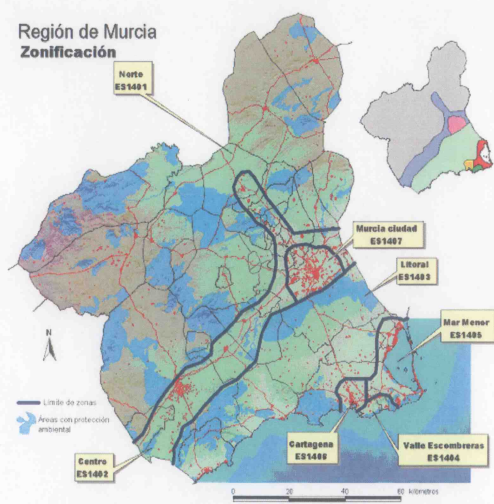 Región de Murcia
Zonificación
Norte
ES1401
Murcia ciudad
ES1407
Litoral
ES1403
Mar Menor
ES1405
N
Límite de zonas
Áreas con protección
ambiental
Centro
ES1402
Cartagena
ES1406
Valle Escombreras
ES1404
0 20 40 60 kilómetros